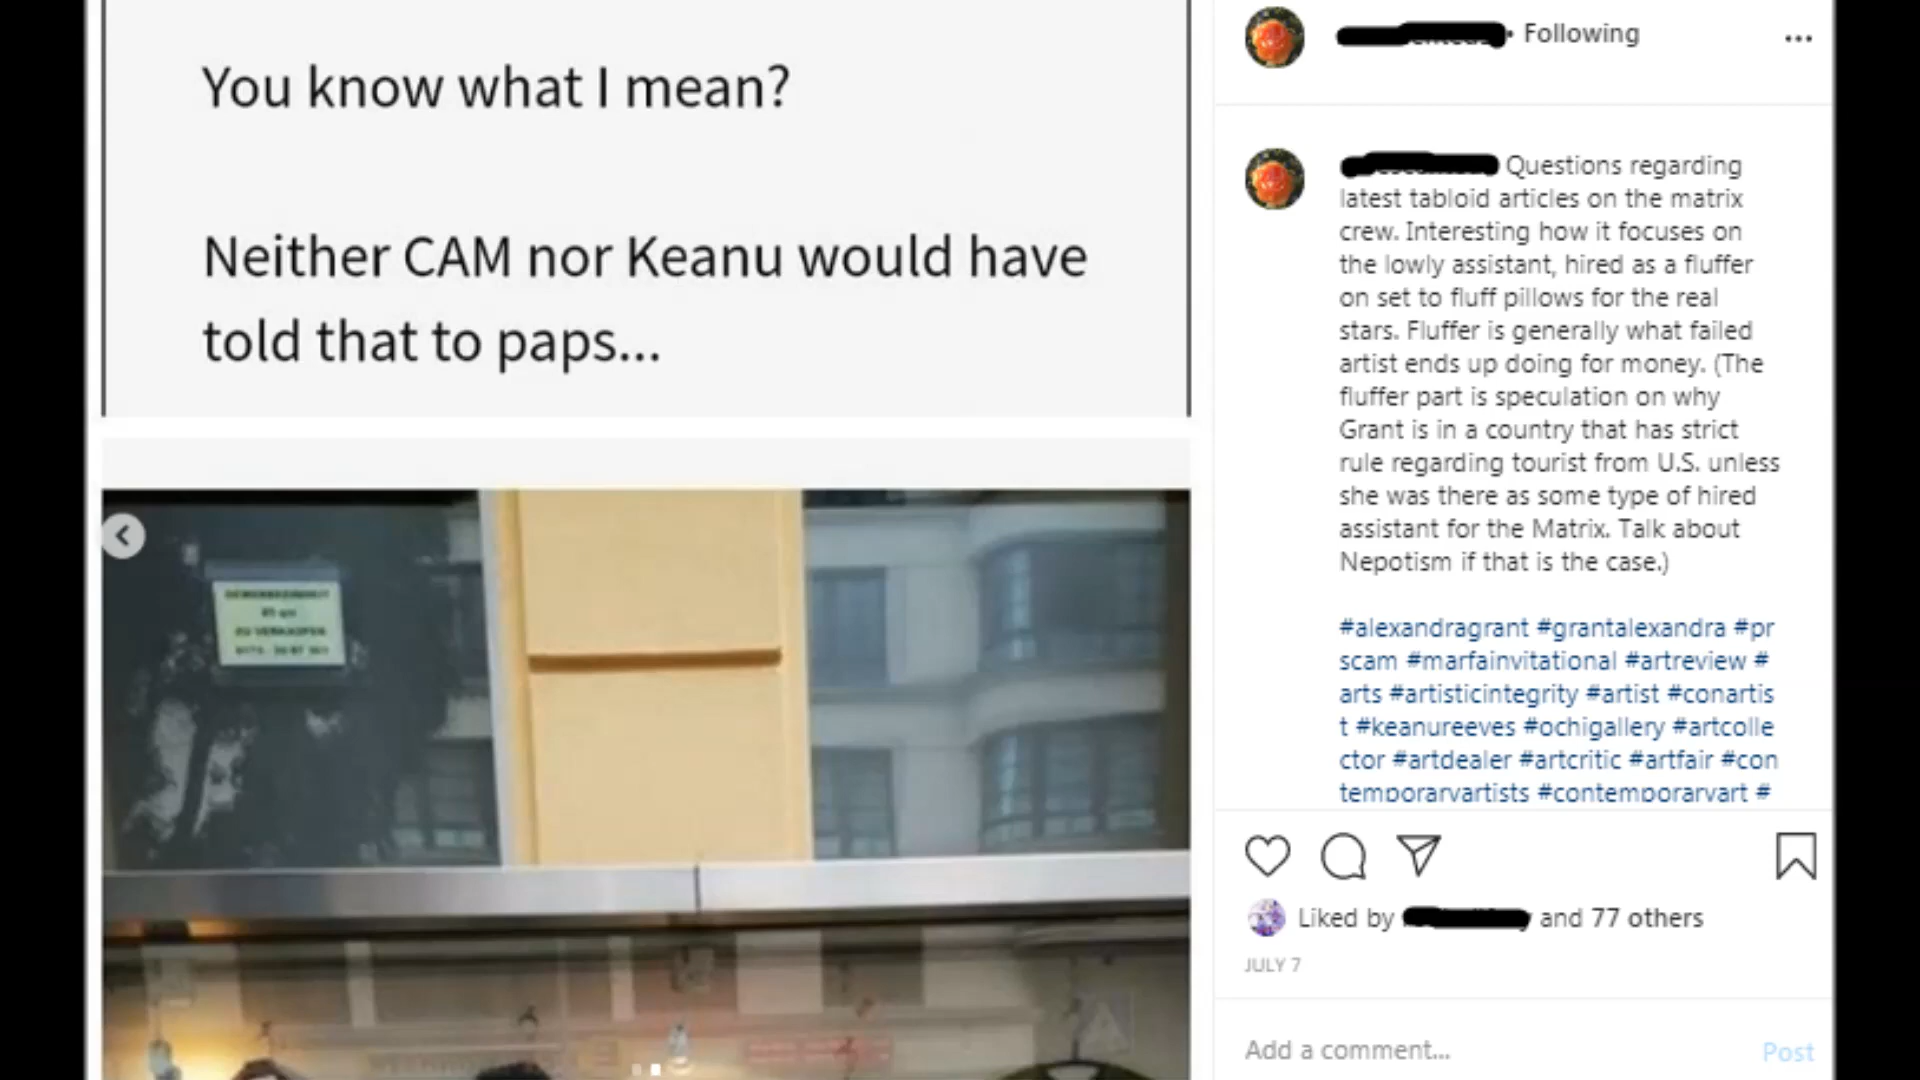 You know what I mean?
Neither CAM nor Keanu would have
told that to paps...
ZU VERKAUFEN
• Following
Questions regarding
latest tabloid articles on the matrix
crew. Interesting how it focuses on
the lowly assistant, hired as a fluffer
on set to fluff pillows for the real
stars. Fluffer is generally what failed
artist ends up doing for money. (The
fluffer part is speculation on why
Grant is in a country that has strict
rule regarding tourist from U.S. unless
she was there as some type of hired
assistant for the Matrix. Talk about
Nepotism if that is the case.)
#alexandragrant #grantalexandra #pr
scam #marfainvitational #artreview #
arts #artisticintegrity #artist #conartis
t #keanureeves #ochigallery #artcolle
ctor #artdealer #artcritic #artfair #con
temporaryartists #contemporaryart #
Liked by and 77 others
JULY 7
Add a comment...
Post